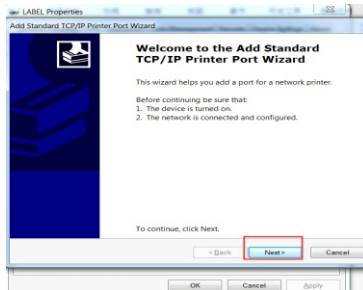 LABEL Properties
Add Standard TCP/IP Printer Port Wizard
Welcome to the Add Standard
TCP/IP Printer Port Wizard
This wizard helps you add a port for a network printer.
Before continuing be sure that:
1. The device is turned on.
2. The network is connected and configured.
To continue, click Next.
< Back
Next >
Cancel
OK
Cancel
Apply